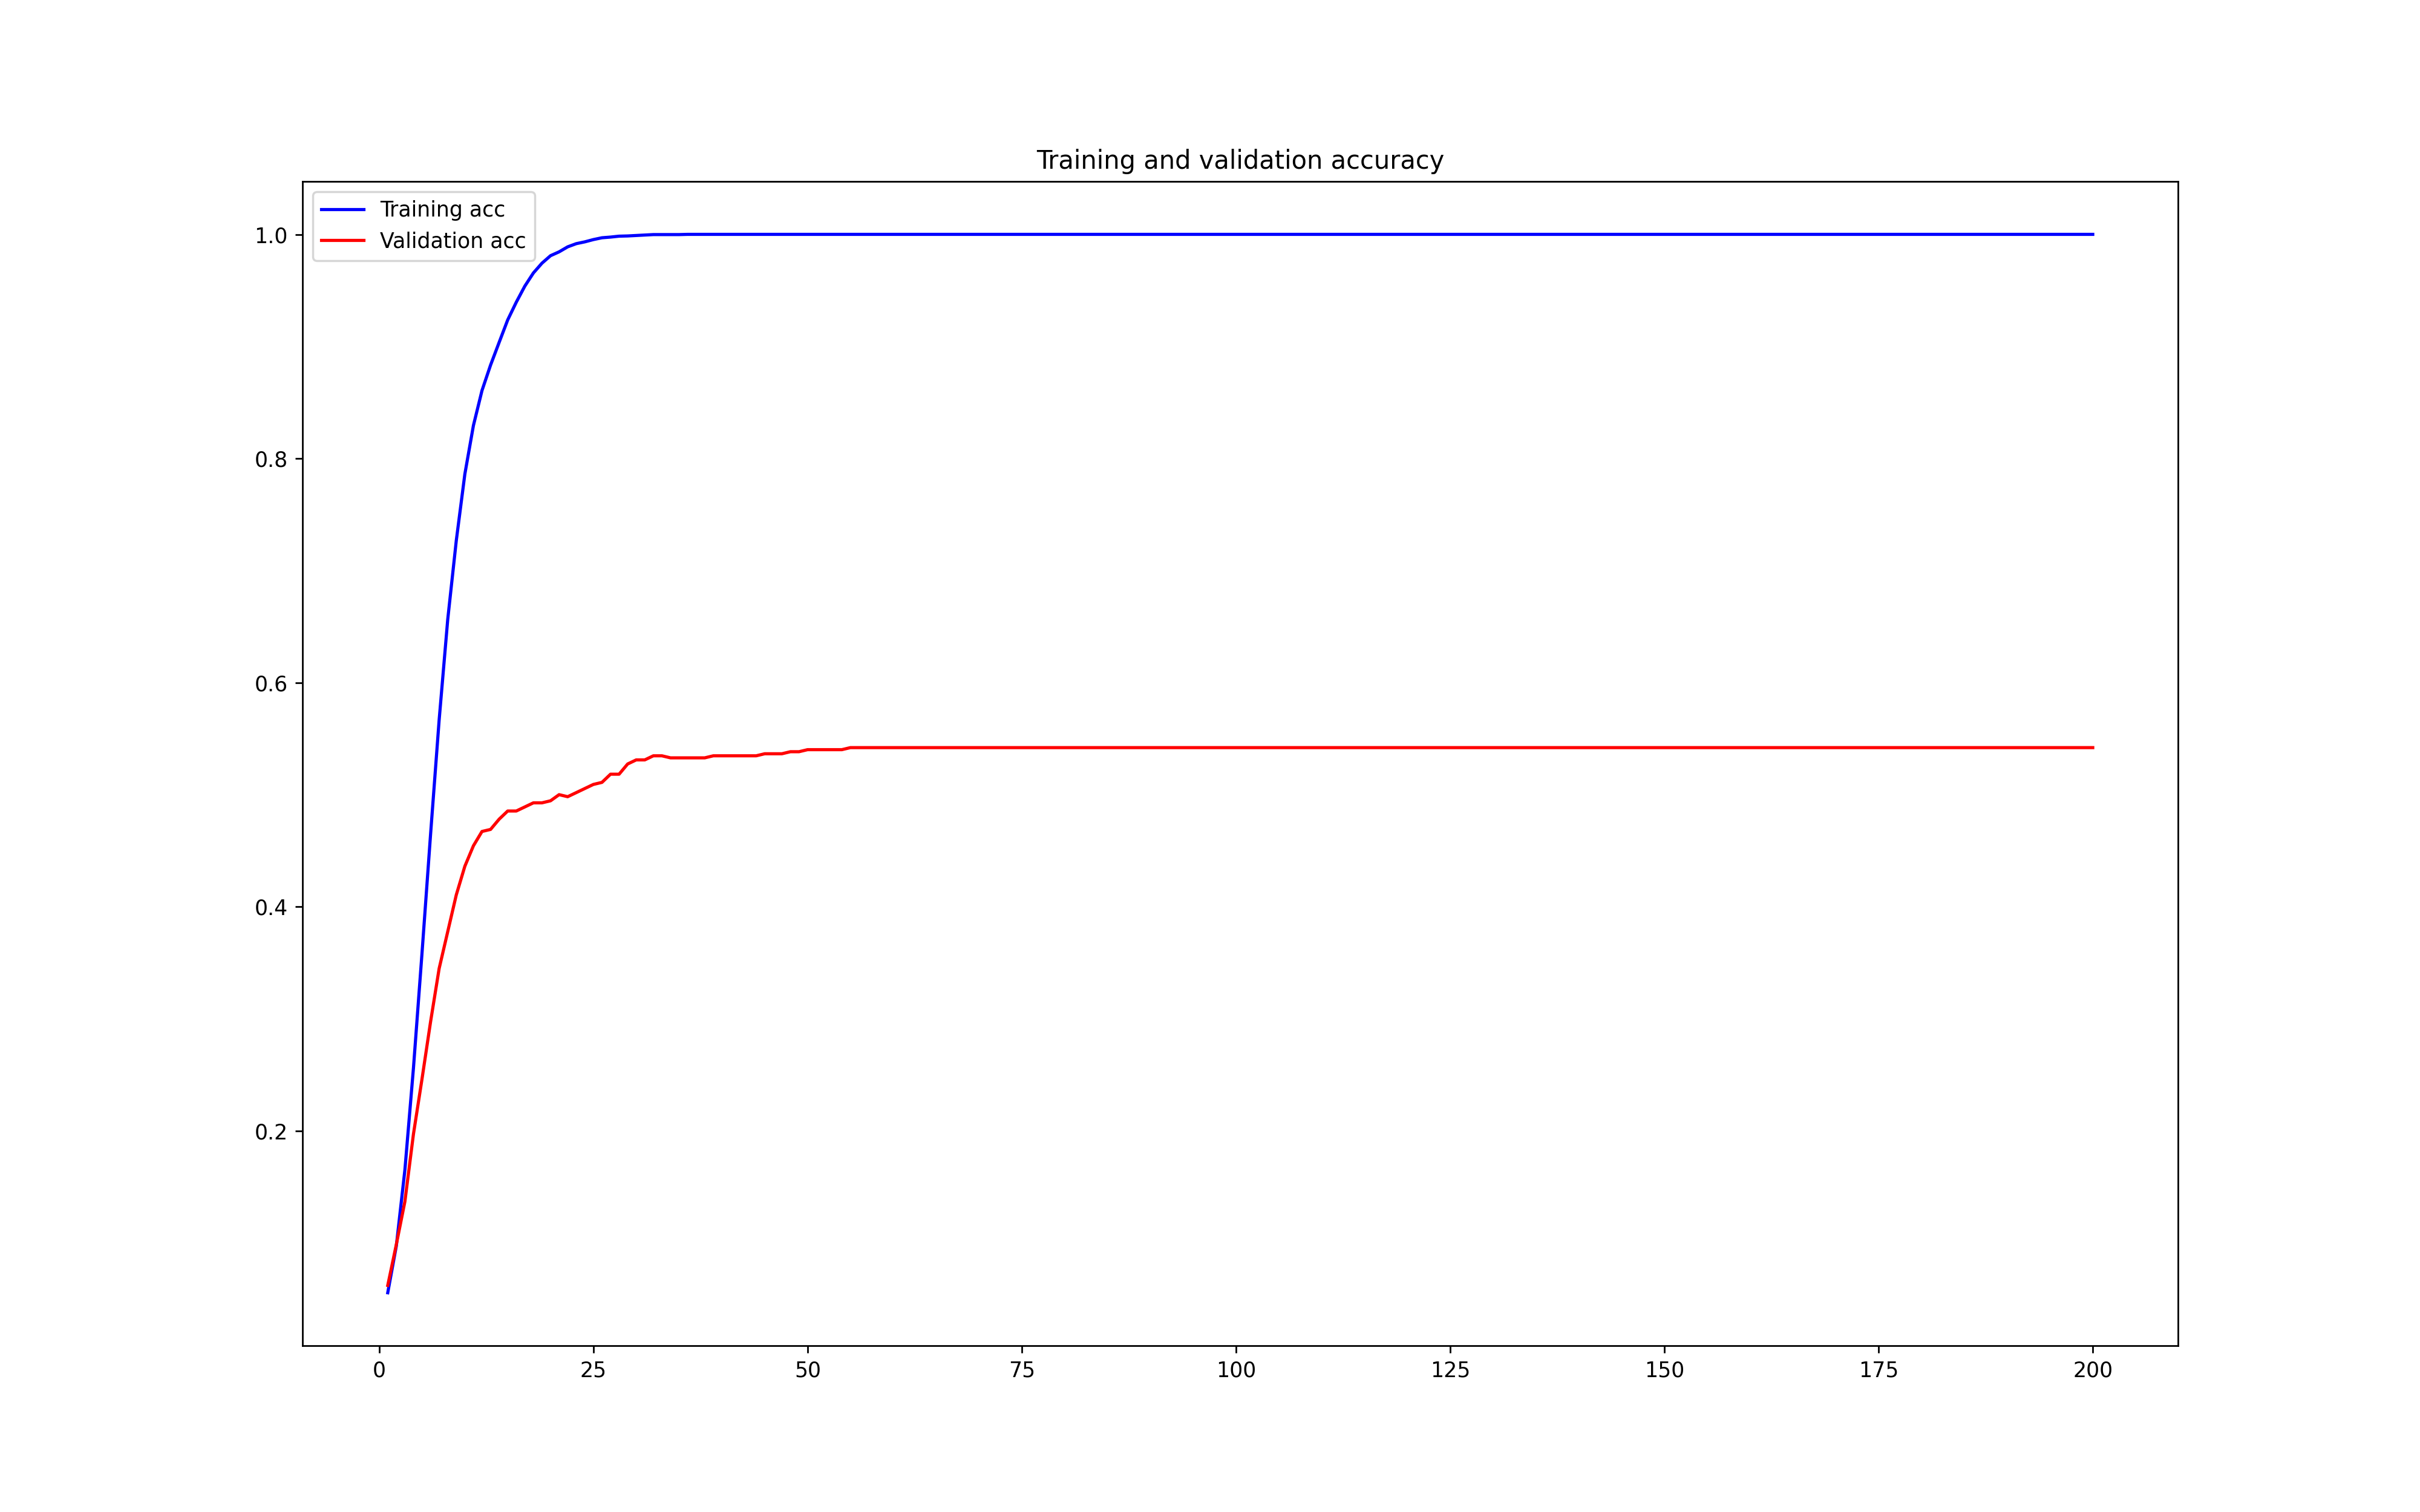 Training and validation accuracy
Training acc
Validation acc
1.0
0.8
0.6
0.4
0.2
0 25 50 75 100 125 150 175 200